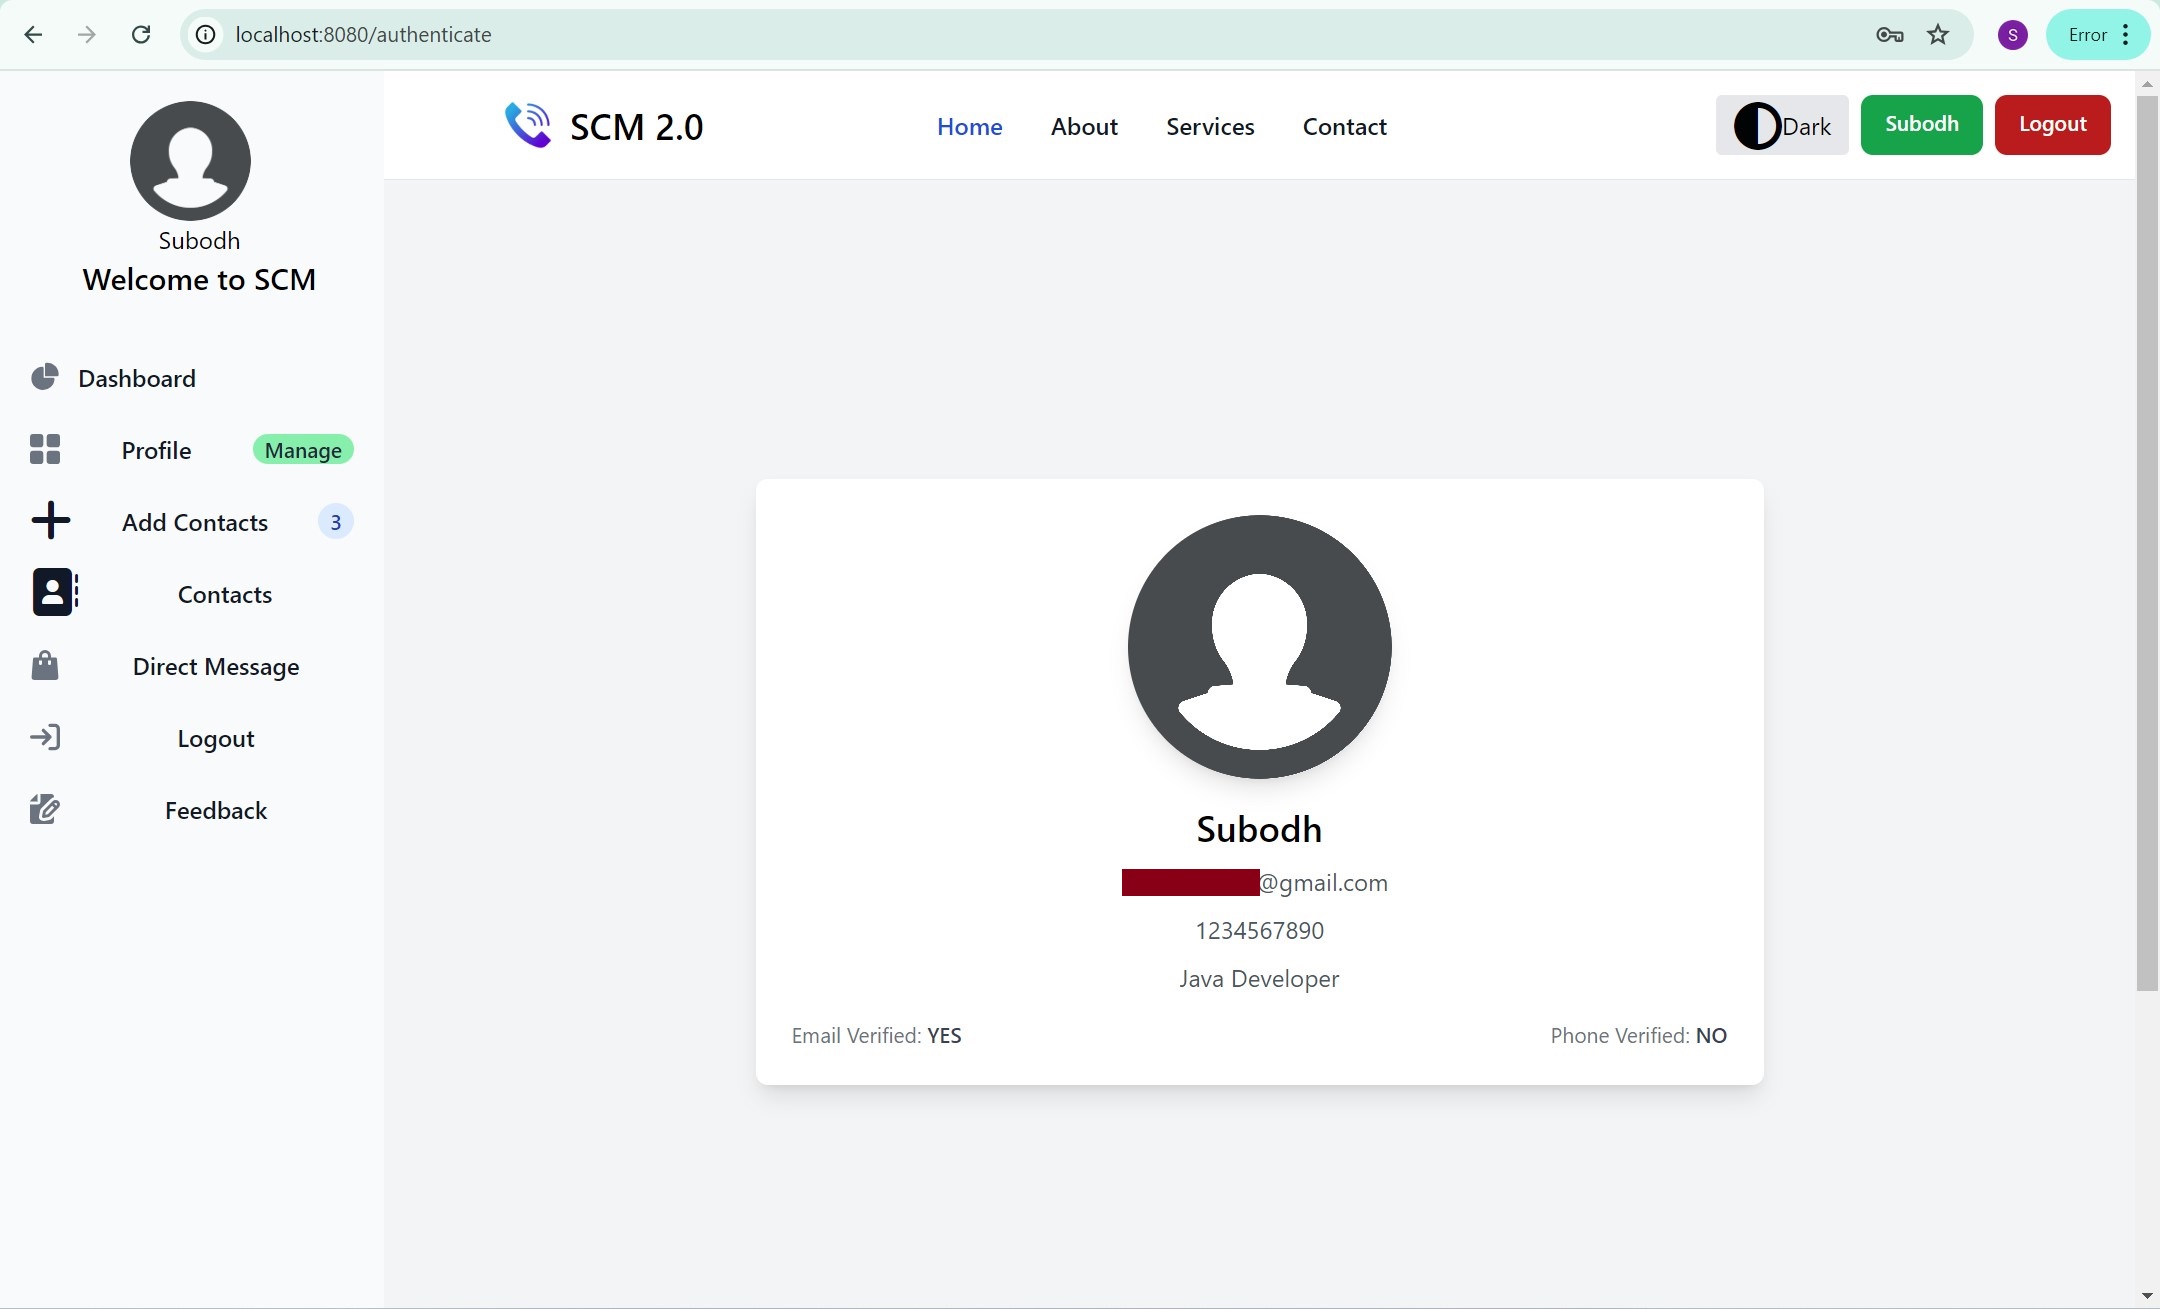 localhost:8080/authenticate
S
Error
Subodh
Welcome to SCM
Dashboard
Profile Manage
Add Contacts 3
Contacts
Direct Message
Logout
Feedback
SCM 2.0
Home About Services Contact
Dark Subodh Logout
Subodh
@gmail.com
1234567890
Java Developer
Email Verified: YES
Phone Verified: NO